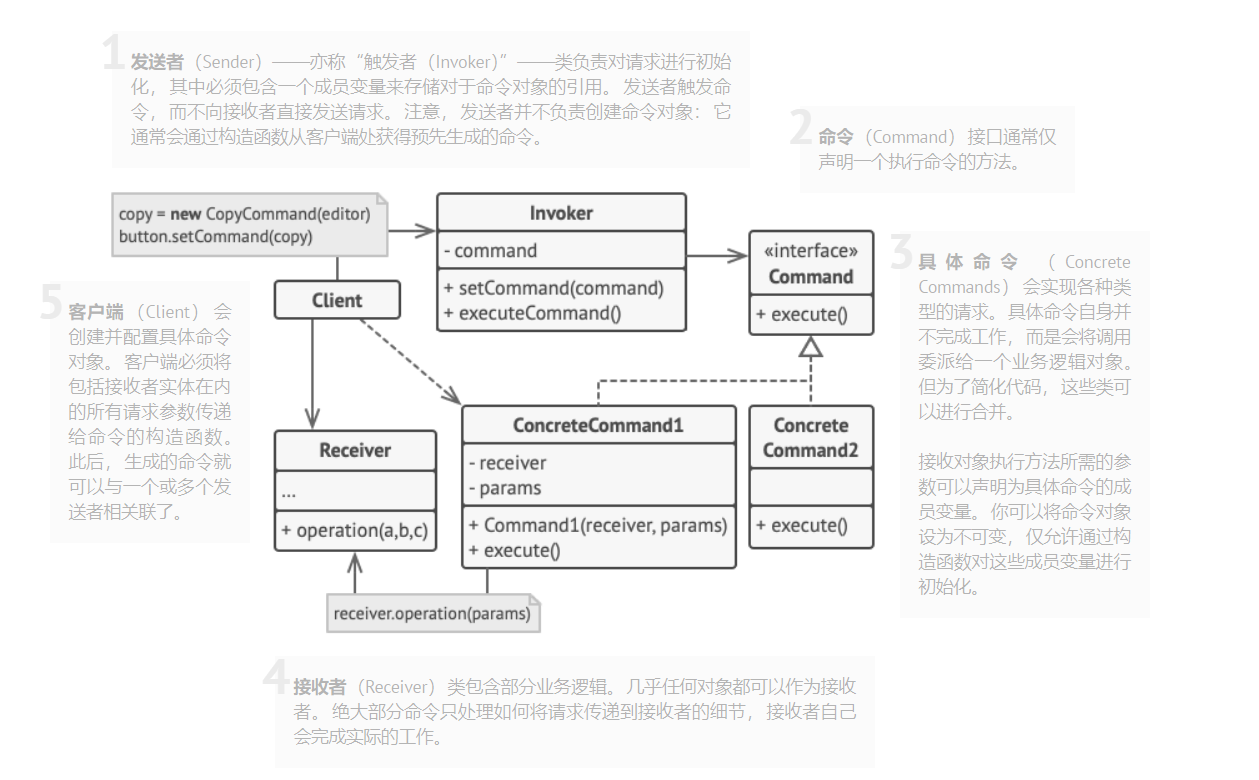 1
发送者（Sender）——亦称“触发者（Invoker）”——类负责对请求进行初始
化，其中必须包含一个成员变量来存储对于命令对象的引用。发送者触发命
令，而不向接收者直接发送请求。注意，发送者并不负责创建命令对象：它
通常会通过构造函数从客户端处获得预先生成的命令。
2
命令（Command）接口通常仅
声明一个执行命令的方法。
copy = new CopyCommand(editor)
button.setCommand(copy)
Client
Invoker
- command
+ setCommand(command)
+ executeCommand()
«interface»
Command
+ execute()
3
具体命令（Concrete
Commands）会实现各种类
型的请求。具体命令自身并
不完成工作，而是会将调用
委派给一个业务逻辑对象。
但为了简化代码，这些类可
以进行合并。
接收对象执行方法所需的参
数可以声明为具体命令的成
员变量。你可以将命令对象
设为不可变，仅允许通过构
造函数对这些成员变量进行
初始化。
5
客户端（Client）会
创建并配置具体命令
对象。客户端必须将
包括接收者实体在内
的所有请求参数传递
给命令的构造函数。
此后，生成的命令就
可以与一个或多个发
送者相关联了。
Receiver
...
+ operation(a,b,c)
ConcreteCommand1
- receiver
- params
+ Command1(receiver, params)
+ execute()
Concrete
Command2
+ execute()
receiver.operation(params)
4
接收者（Receiver）类包含部分业务逻辑。几乎任何对象都可以作为接收
者。绝大部分命令只处理如何将请求传递到接收者的细节，接收者自己
会完成实际的工作。